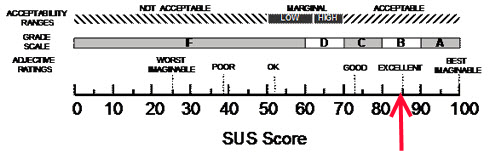 ACCEPTABILITY RANGES
NOT ACCEPTABLE MARGINAL ACCEPTABLE
LOW HIGH
GRADE SCALE
F D C B A
ADJECTIVE RATINGS
WORST IMAGINABLE POOR OK GOOD EXCELLENT BEST IMAGINABLE
0 10 20 30 40 50 60 70 80 90 100
SUS Score